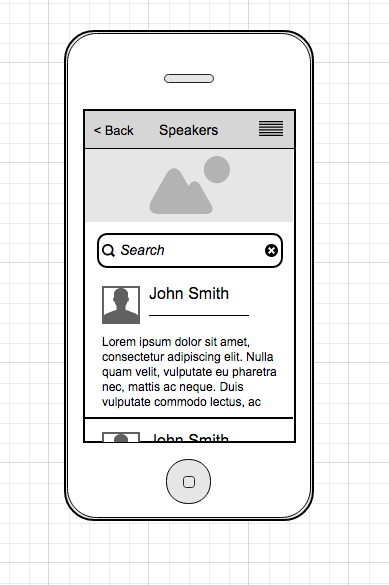 < Back Speakers
Search
John Smith
Lorem ipsum dolor sit amet,
consectetur adipiscing elit. Nulla
quam velit, vulputate eu pharetra
nec, mattis ac neque. Duis
vulputate commodo lectus, ac
John Smith